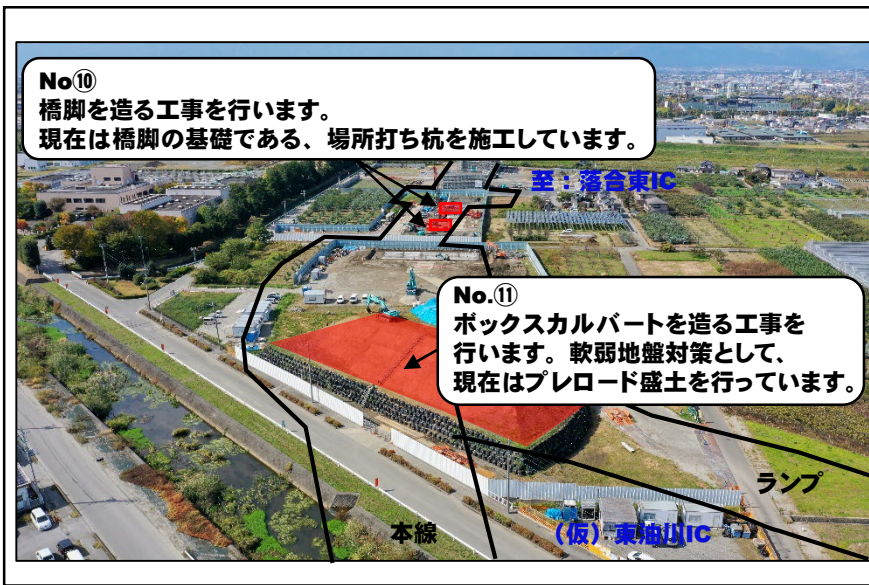 No⑩
橋脚を造る工事を行います。
現在は橋脚の基礎である、場所打ち杭を施工しています。
至：落合東IC
No.⑪
ボックスカルバートを造る工事を
行います。軟弱地盤対策として、
現在はプレロード盛土を行っています。
ランプ
本線
（仮）東油川IC